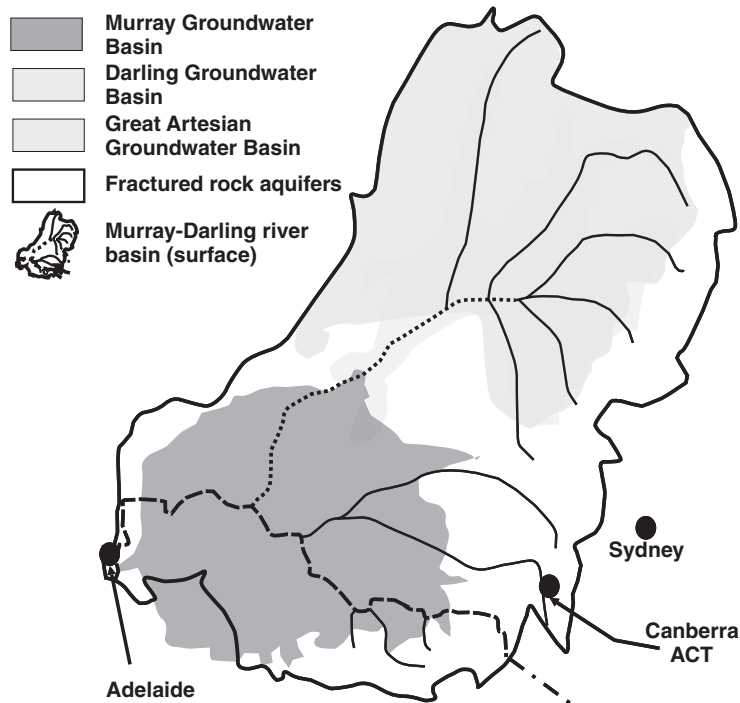 Murray Groundwater
Basin
Darling Groundwater
Basin
Great Artesian
Groundwater Basin
Fractured rock aquifers
Murray-Darling river
basin (surface)
Sydney
Canberra
ACT
Adelaide